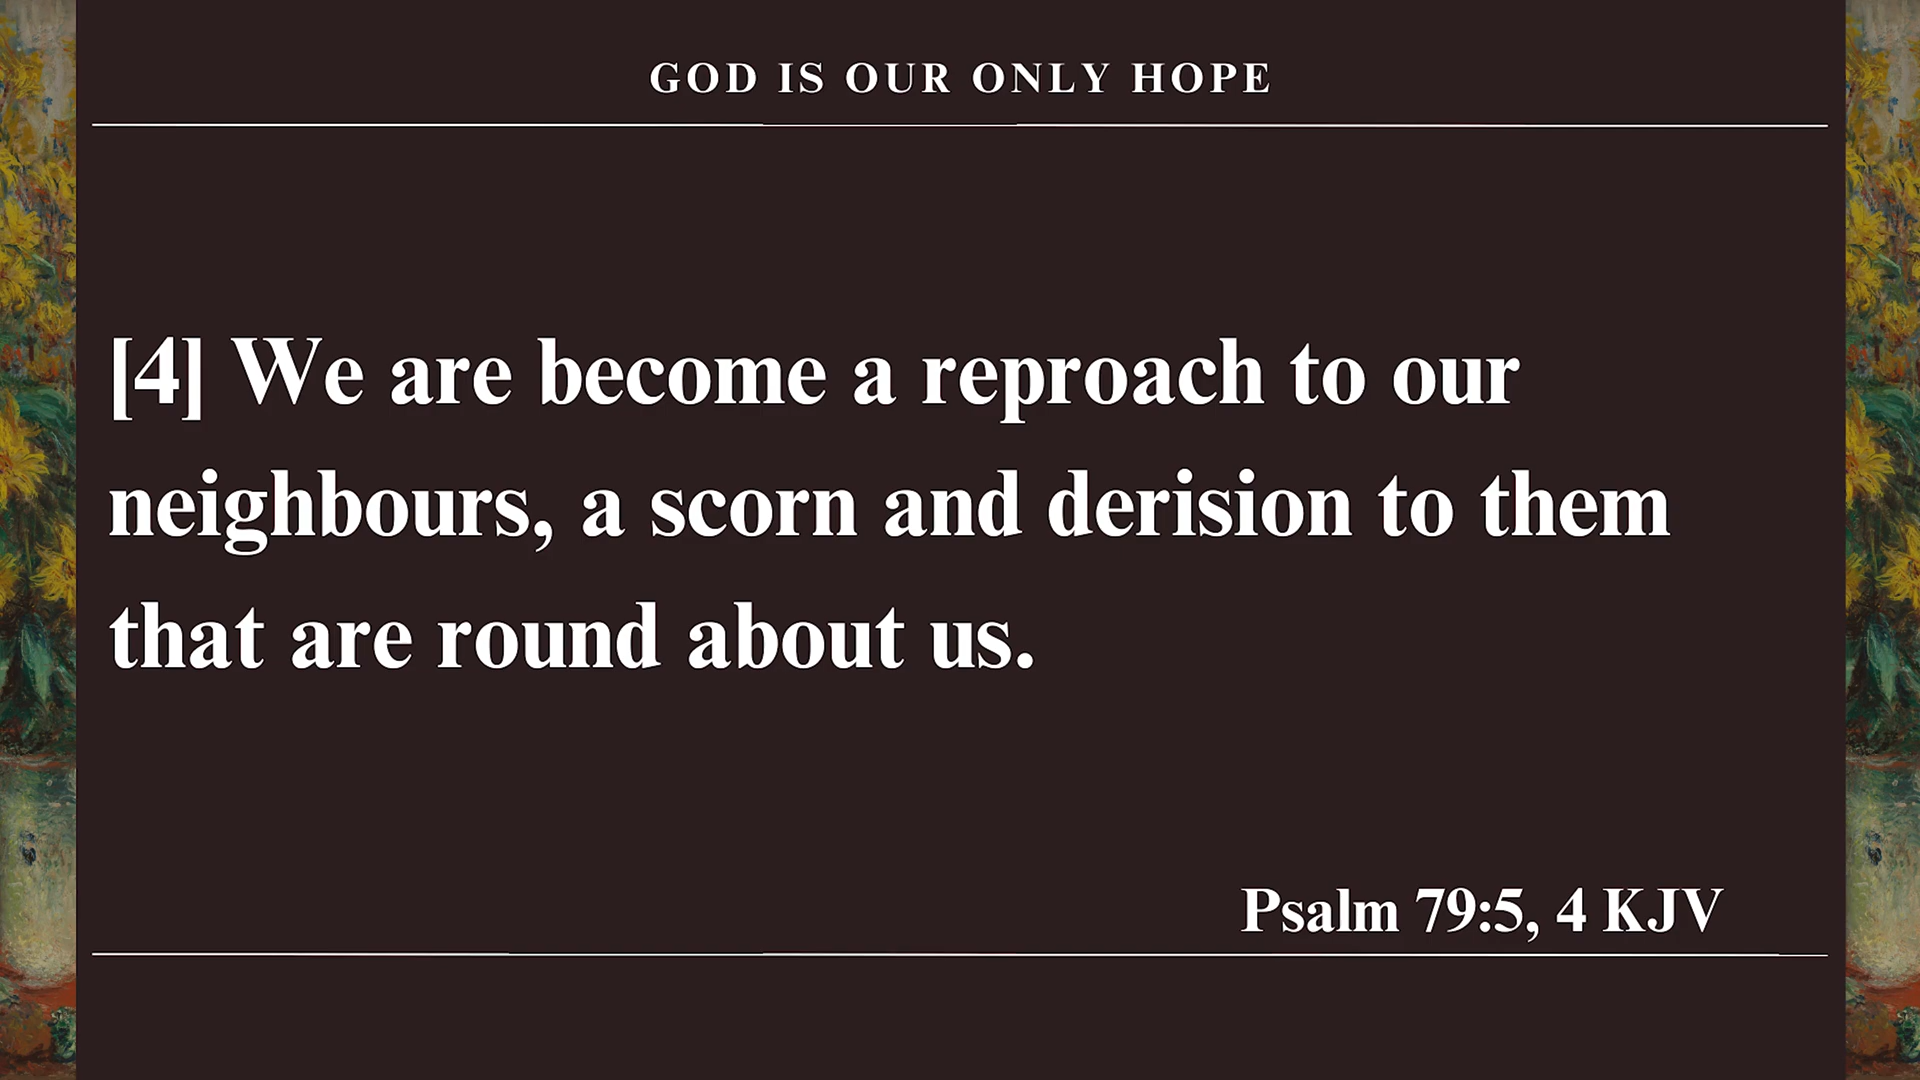 GOD IS OUR ONLY HOPE
[4] We are become a reproach to our
neighbours, a scorn and derision to them
that are round about us.
Psalm 79:5, 4 KJV